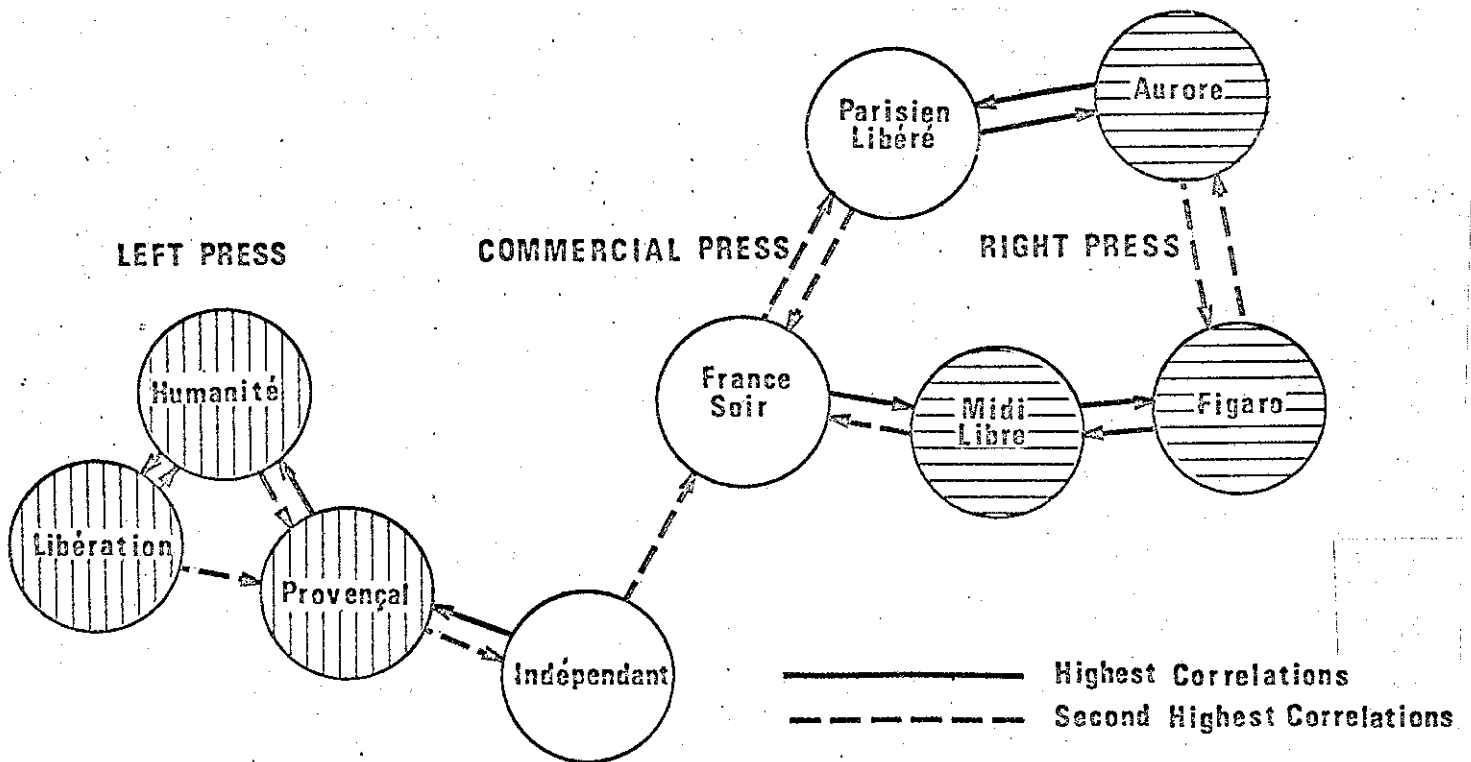 Aurore
Parisien
Libéré
LEFT PRESS
COMMERCIAL PRESS
RIGHT PRESS
Humanité
France
Soir
Midi
Libre
Figaro
Libération
Provençal
Indépendant
Highest Correlations
Second Highest Correlations